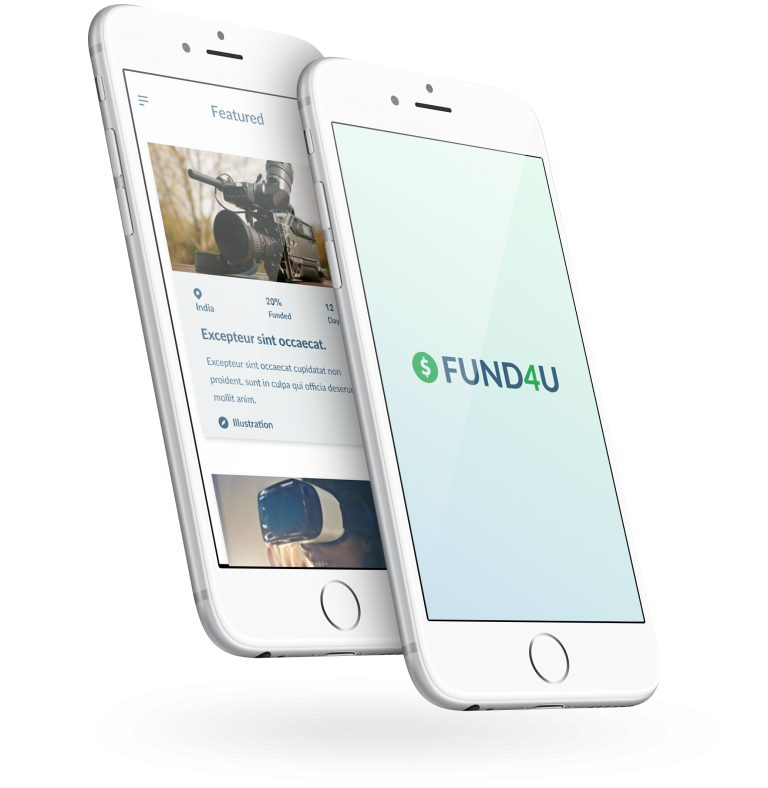 Featured
India
20%
Funded
12
Day
Excepteur sint occaecat.
Excepteur sint occaecat cupidatat non
proident, sunt in culpa qui officia deserun
mollit anim.
Illustration
$ FUND4U